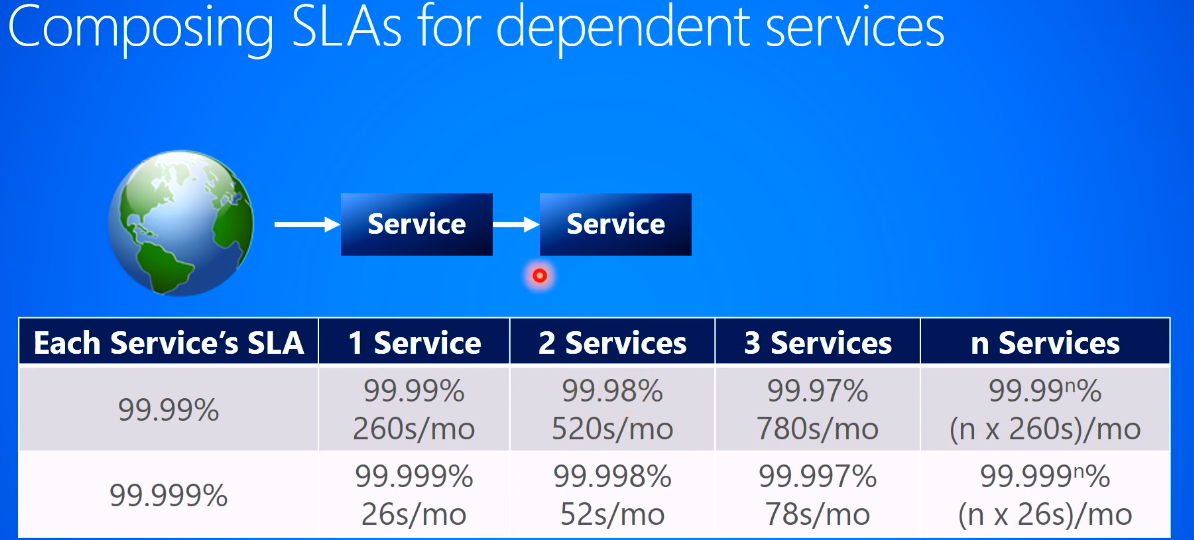 Composing SLAs for dependent services
Service
Service
Each Service's SLA 1 Service 2 Services 3 Services n Services
99.99% 99.99% 99.98% 99.97% 99.99ⁿ%
260s/mo 520s/mo 780s/mo (n x 260s)/mo
99.999% 99.999% 99.998% 99.997% 99.999ⁿ%
26s/mo 52s/mo 78s/mo (n x 26s)/mo